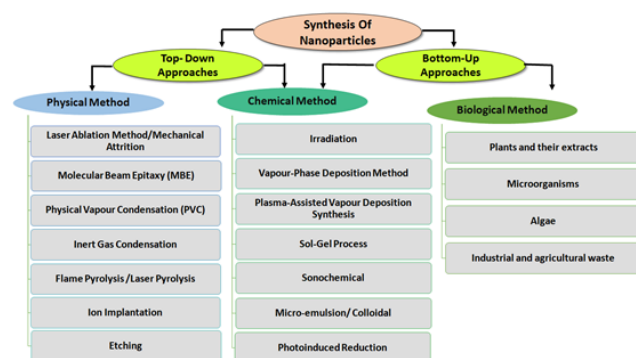 Synthesis Of
Nanoparticles
Top- Down
Approaches
Bottom-Up
Approaches
Physical Method
Chemical Method
Biological Method
Laser Ablation Method/Mechanical
Attrition
Molecular Beam Epitaxy (MBE)
Physical Vapour Condensation (PVC)
Inert Gas Condensation
Flame Pyrolysis /Laser Pyrolysis
Ion Implantation
Etching
Irradiation
Vapour-Phase Deposition Method
Plasma-Assisted Vapour Deposition
Synthesis
Sol-Gel Process
Sonochemical
Micro-emulsion/ Colloidal
Photoinduced Reduction
Plants and their extracts
Microorganisms
Algae
Industrial and agricultural waste